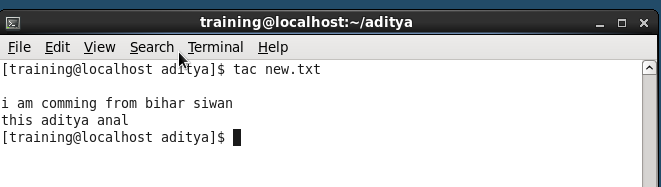 training@localhost:~/aditya
File Edit View Search Terminal Help
[training@localhost aditya]$ tac new.txt
i am comming from bihar siwan
this aditya anal
[training@localhost aditya]$